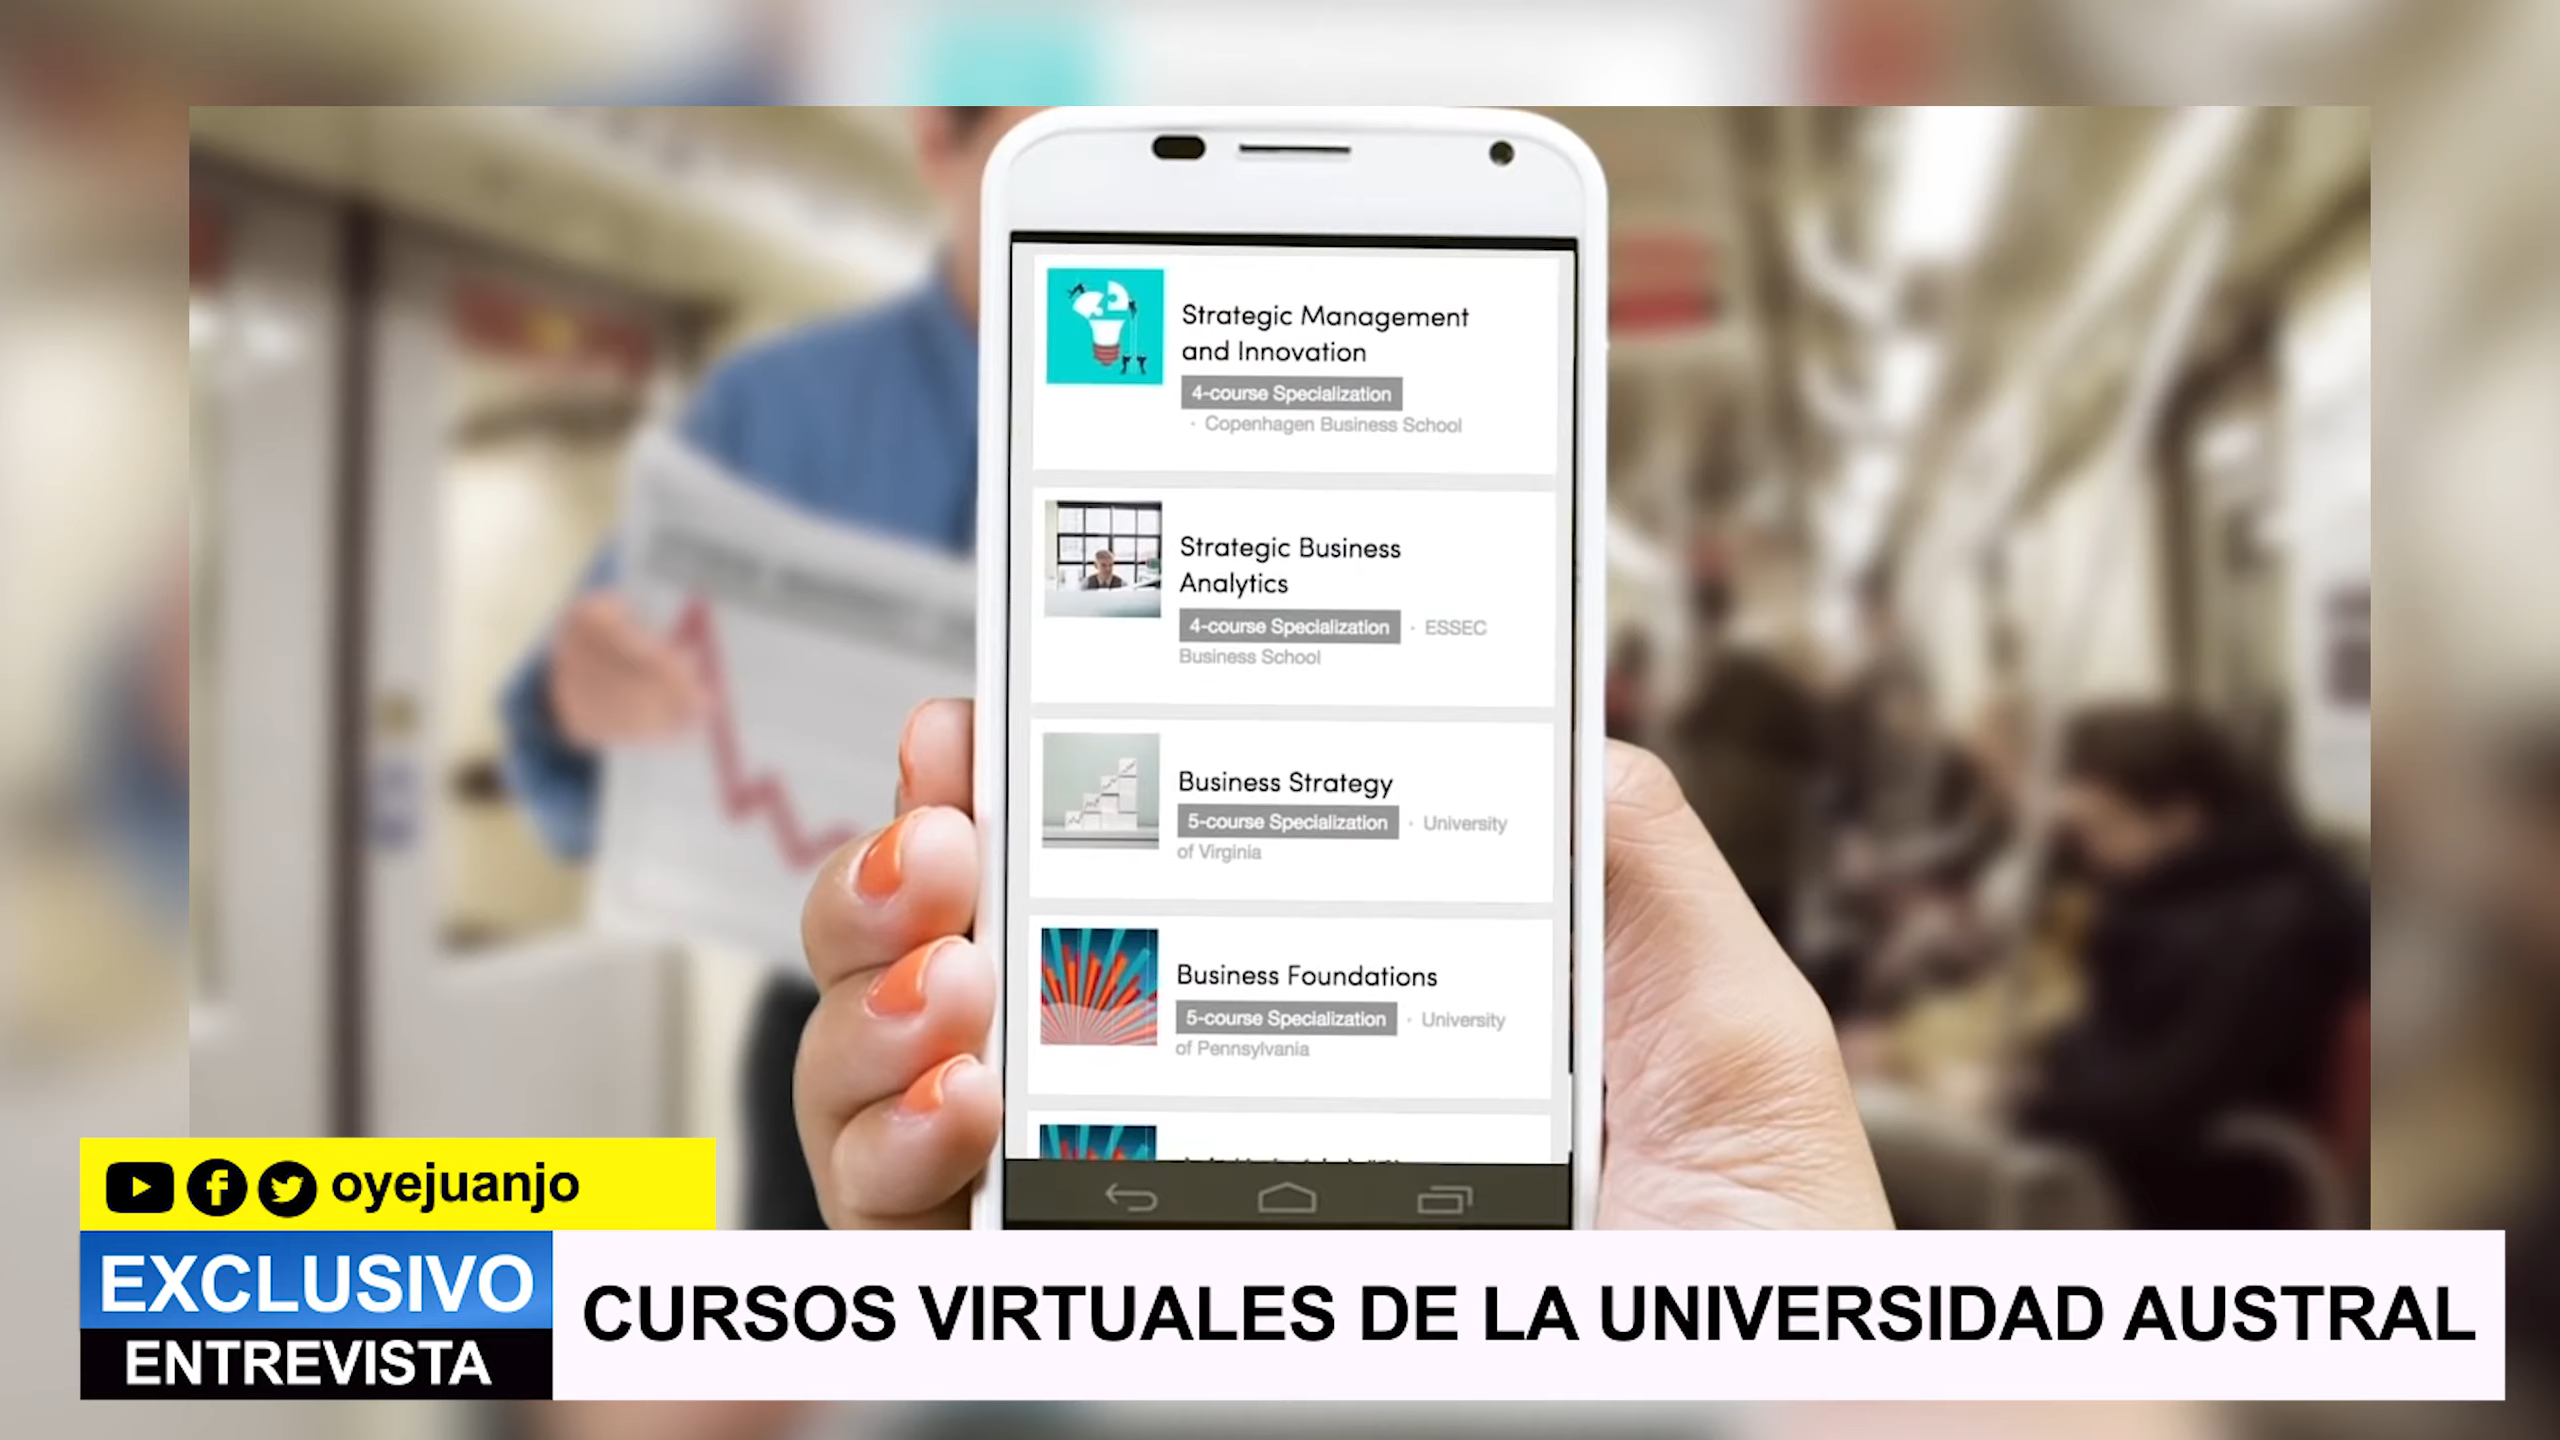 Strategic Management
and Innovation
4-course Specialization
· Copenhagen Business School
Strategic Business
Analytics
4-course Specialization · ESSEC
Business School
Business Strategy
5-course Specialization · University
of Virginia
Business Foundations
5-course Specialization · University
of Pennsylvania
oyejuanjo
EXCLUSIVO
ENTREVISTA
CURSOS VIRTUALES DE LA UNIVERSIDAD AUSTRAL